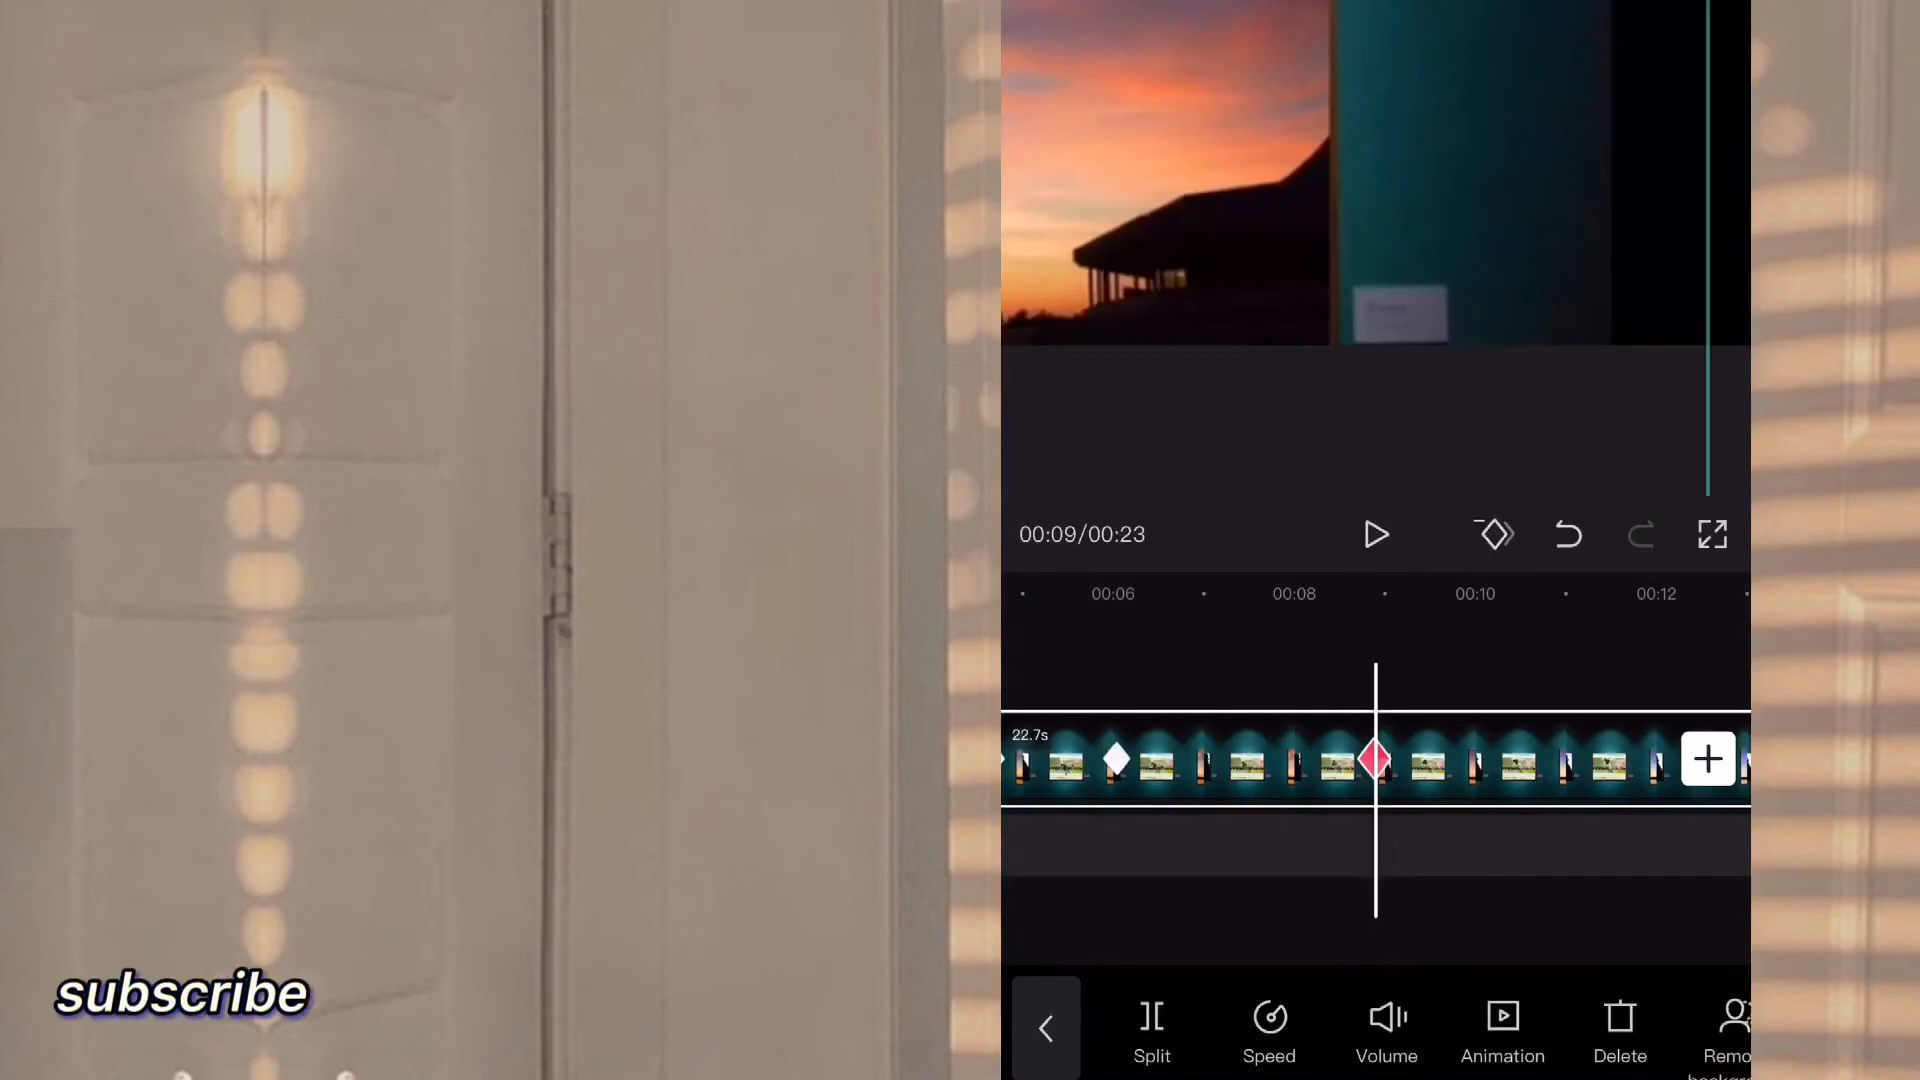 00:09/00:23
00:06 00:08 00:10 00:12
22.7s
subscribe
Split Speed Volume Animation Delete Remo